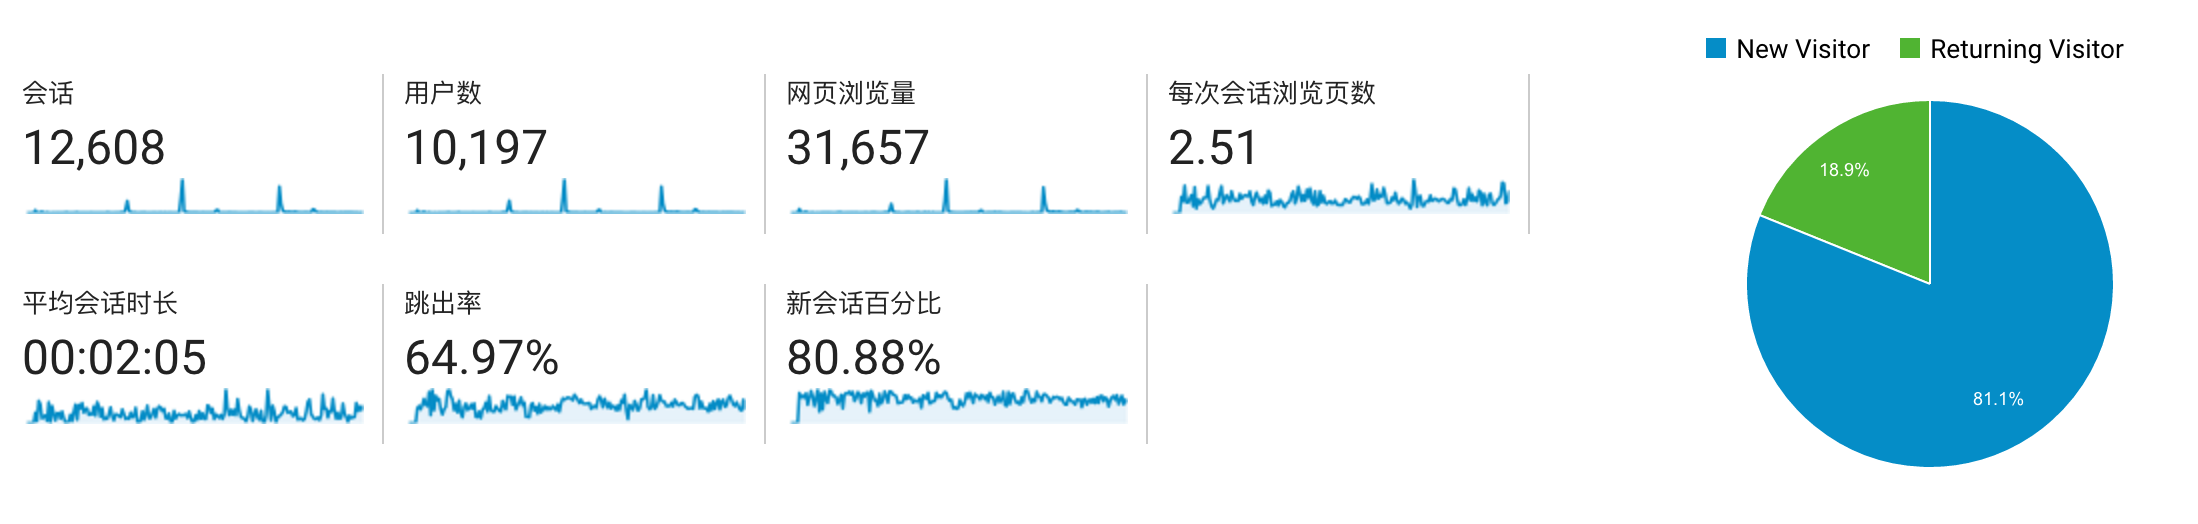 New Visitor
Returning Visitor
会话
12,608
用户数
10,197
网页浏览量
31,657
每次会话浏览页数
2.51
平均会话时长
00:02:05
跳出率
64.97%
新会话百分比
80.88%
18.9%
81.1%